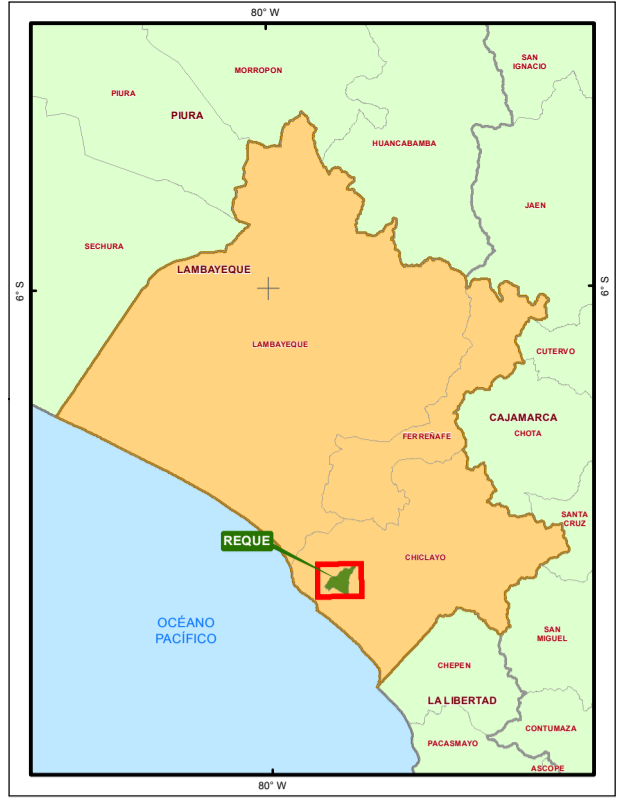 80° W
SAN
IGNACIO
MORROPON
PIURA
PIURA
HUANCABAMBA
JAEN
SECHURA
LAMBAYEQUE
6° S
6° S
LAMBAYEQUE
CUTERVO
CAJAMARCA
CHOTA
FERREÑAFE
SANTA
CRUZ
REQUE
CHICLAYO
OCÉANO
PACÍFICO
SAN
MIGUEL
CHEPEN
LA LIBERTAD
CONTUMAZA
PACASMAYO
ASCOPE
80° W